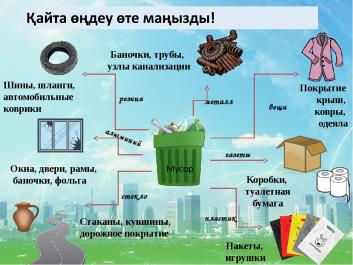 Қайта өңдеу өте маңызды!
Баночки, трубы,
узлы канализации
Шины, шланги,
автомобильные
коврики
Покрытие
крыш,
ковры,
одеяла
резина
металл
вещи
алюминий
газеты
Мусор
Окна, двери, рамы,
баночки, фольга
Коробки,
туалетная
бумага
стекло
пластик
Стаканы, кувшины,
дорожное покрытие
Пакеты,
игрушки